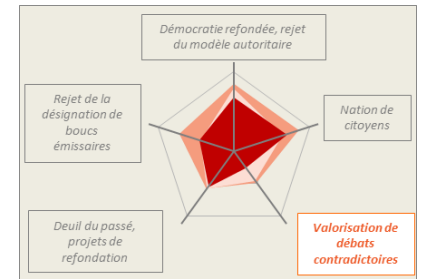 Démocratie refondée, rejet
du modèle autoritaire
Rejet de la
désignation de
boucs
émissaires
Nation de
citoyens
Deuil du passé,
projets de
refondation
Valorisation de
débats
contradictoires